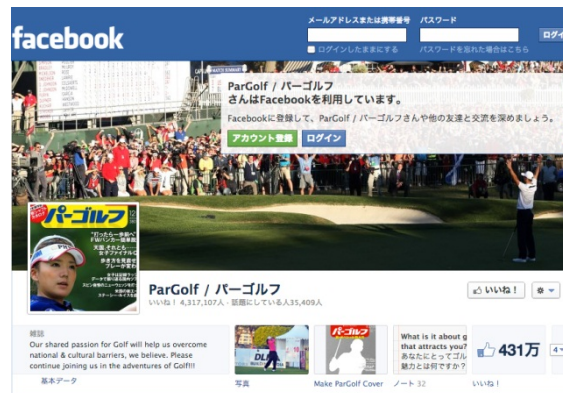 facebook
メールアドレスまたは携帯番号 パスワード
ログインしたままにする パスワードを忘れた場合はこちら
ParGolf / パーゴルフ
さんはFacebookを利用しています。
Facebookに登録して、ParGolf / パーゴルフさんや他の友達と交流を深めましょう。
アカウント登録 ログイン
パーゴルフ
ParGolf / パーゴルフ
いいね！ 4,317,107人 · 話題にしている人35,409人
いいね！
雑誌
Our shared passion for Golf will help us overcome
national & cultural barriers, we believe. Please
continue joining us in the adventures of Golf!!!
基本データ
パーゴルフ
What is it about g
that attracts you?
あなたにとってゴル
魅力とは何ですか？
431万
写真 Make ParGolf Cover ノート 32 いいね！